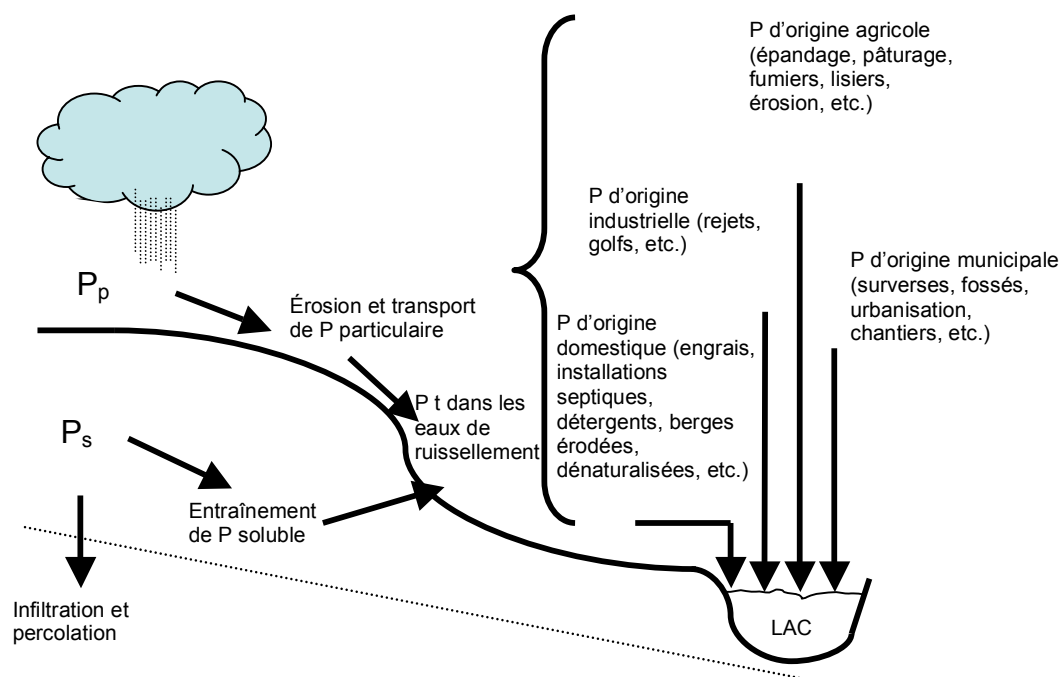 P d'origine agricole
(épandage, pâturage,
fumiers, lisiers,
érosion, etc.)
P d'origine
industrielle (rejets,
golfs, etc.)
P d'origine municipale
(surverses, fossés,
urbanisation,
chantiers, etc.)
Pp
Érosion et transport
de P particulaire
P d'origine
domestique (engrais,
installations
septiques,
détergents, berges
érodées,
dénaturalisées, etc.)
P t dans les
eaux de
ruissellement
Ps
Entraînement
de P soluble
Infiltration et
percolation
LAC